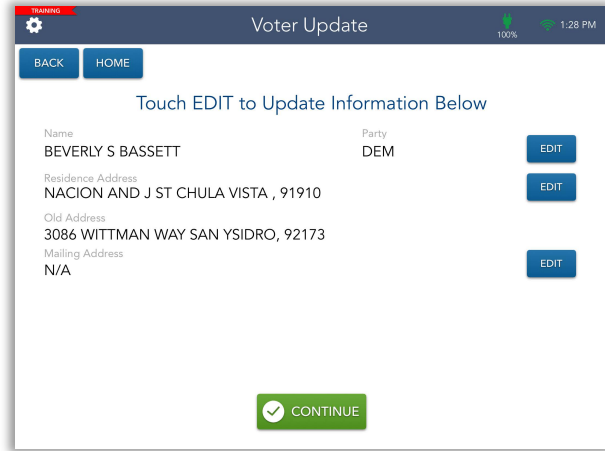 TRAINING
Voter Update
100%
1:28 PM
BACK
HOME
Touch EDIT to Update Information Below
Name
Party
BEVERLY S BASSETT
DEM
EDIT
Residence Address
NACION AND J ST CHULA VISTA , 91910
EDIT
Old Address
3086 WITTMAN WAY SAN YSIDRO, 92173
Mailing Address
N/A
EDIT
CONTINUE